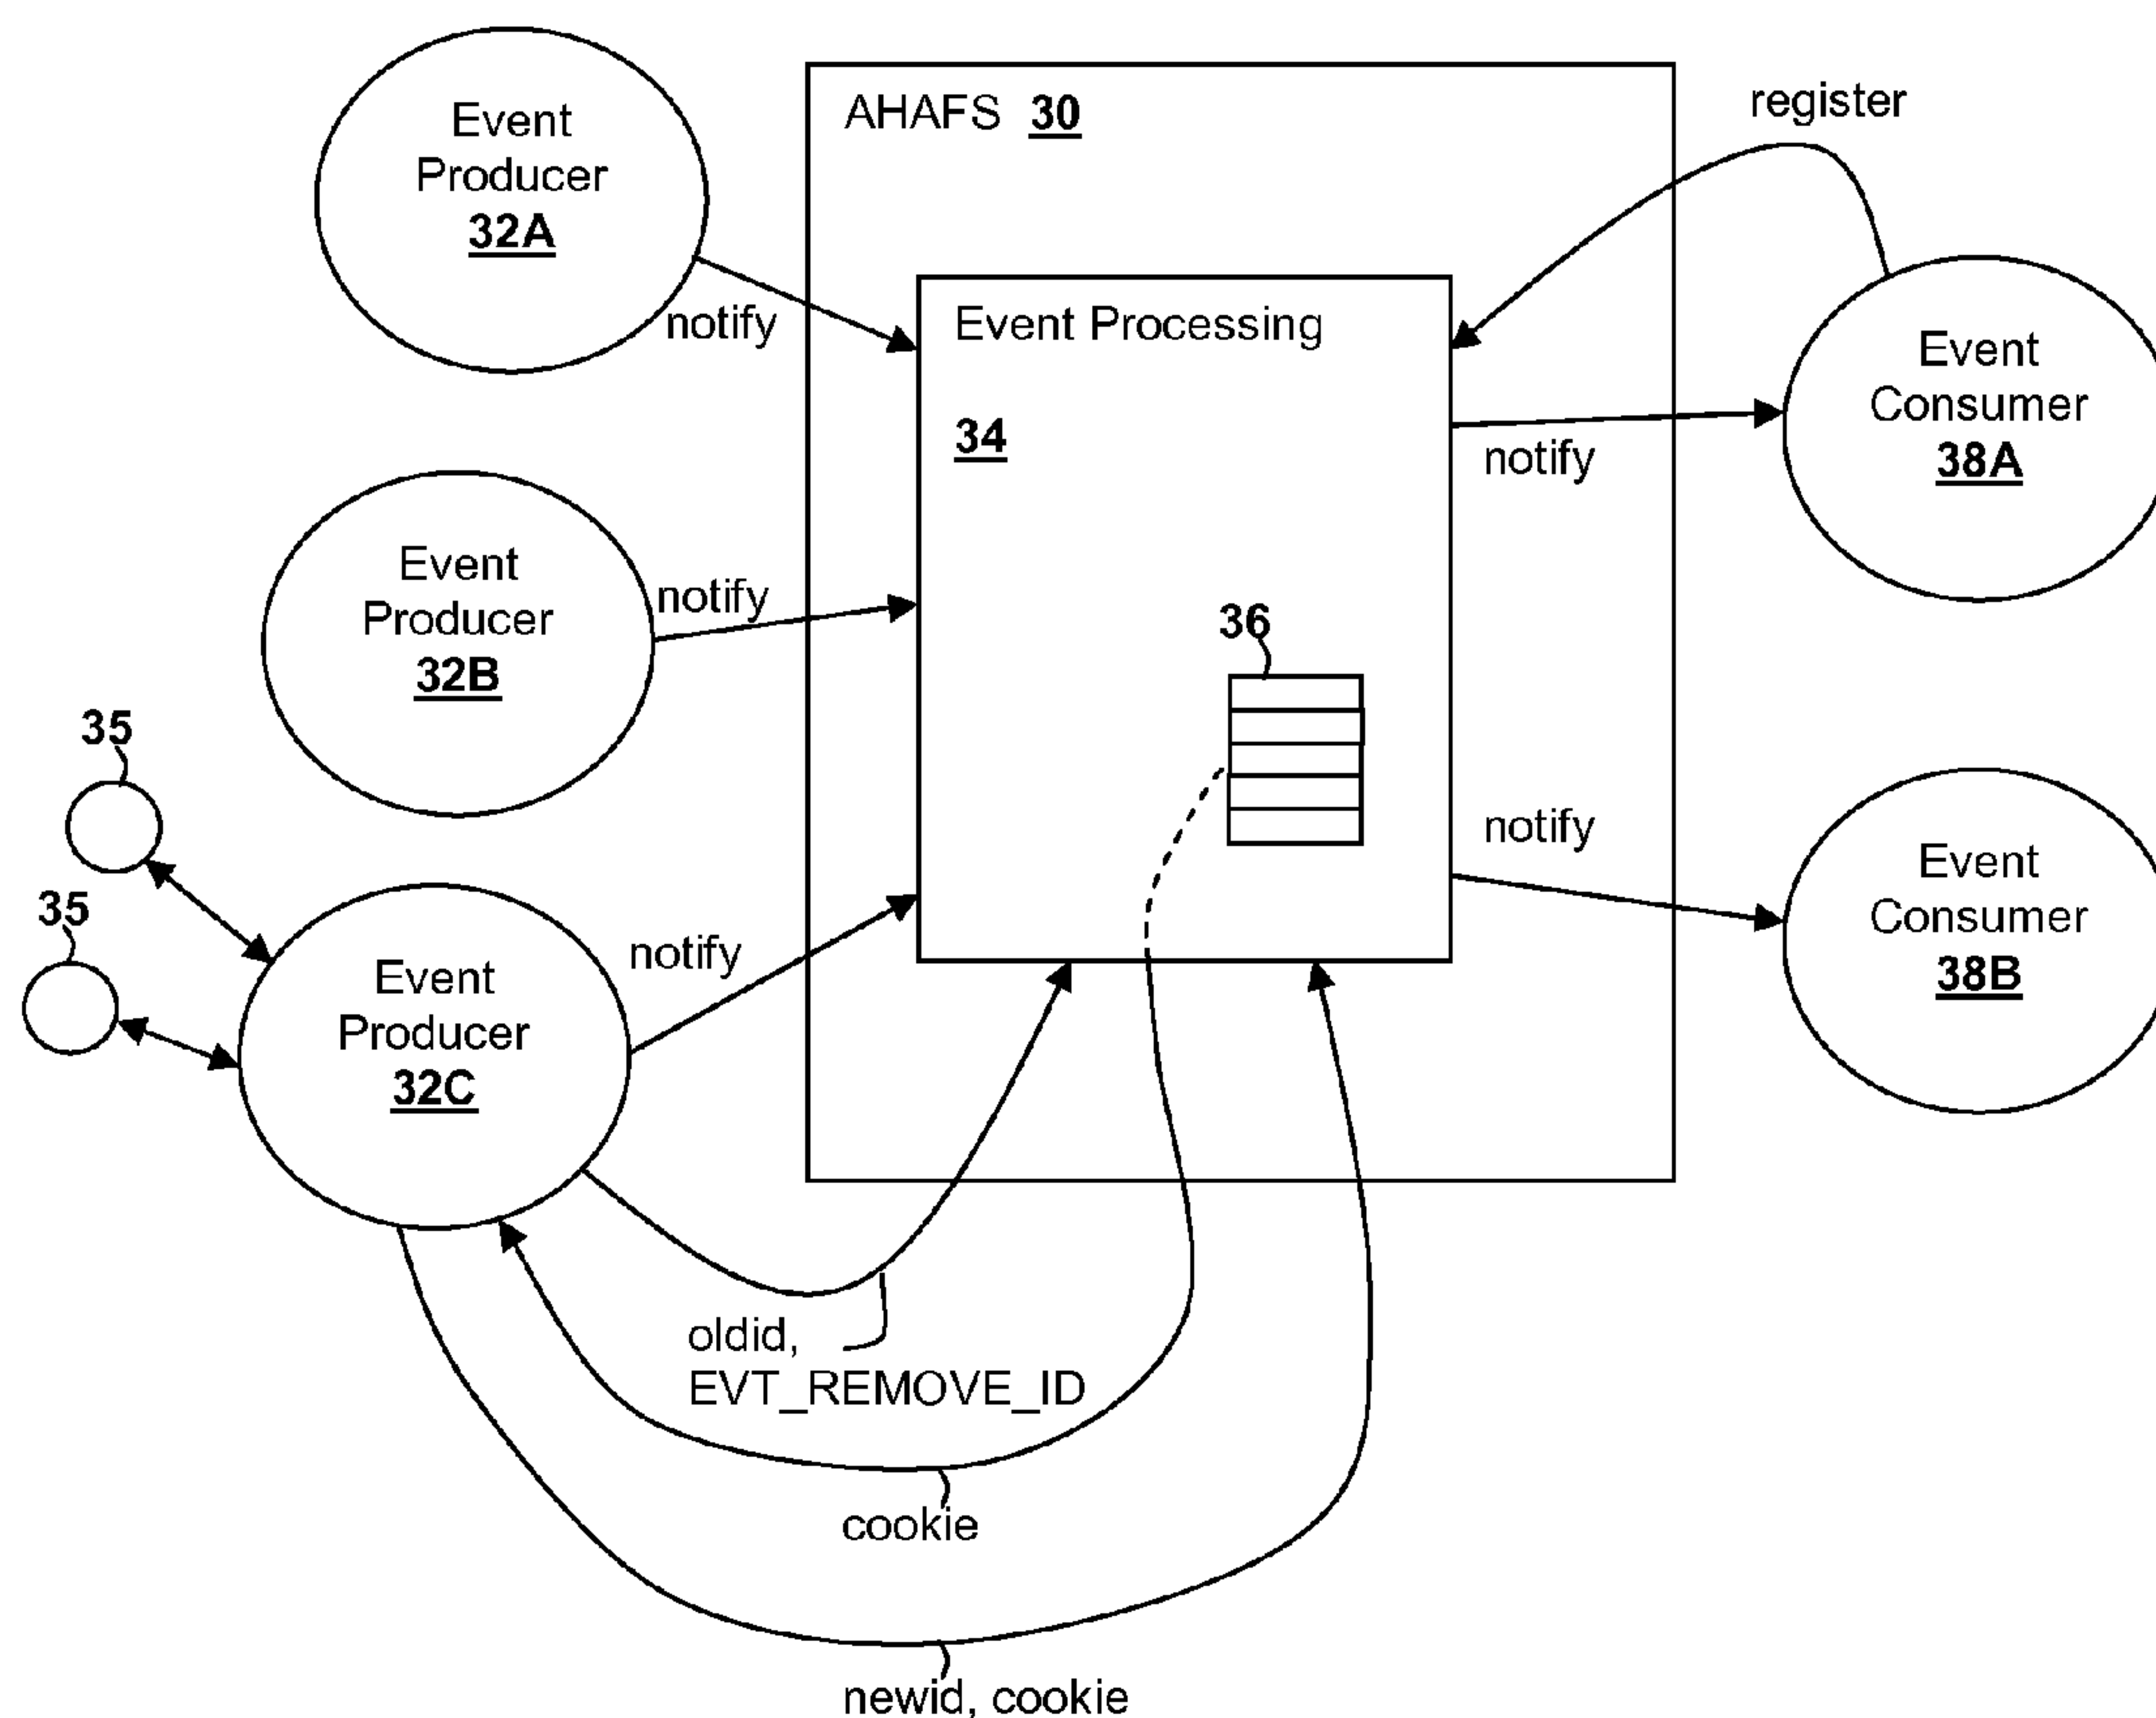 Event
Producer
32A
AHAFS 30
register
notify
Event Processing
34
Event
Consumer
38A
notify
Event
Producer
32B
notify
36
35
notify
Event
Consumer
38B
35
Event
Producer
32C
notify
oldid,
EVT_REMOVE_ID
cookie
newid, cookie